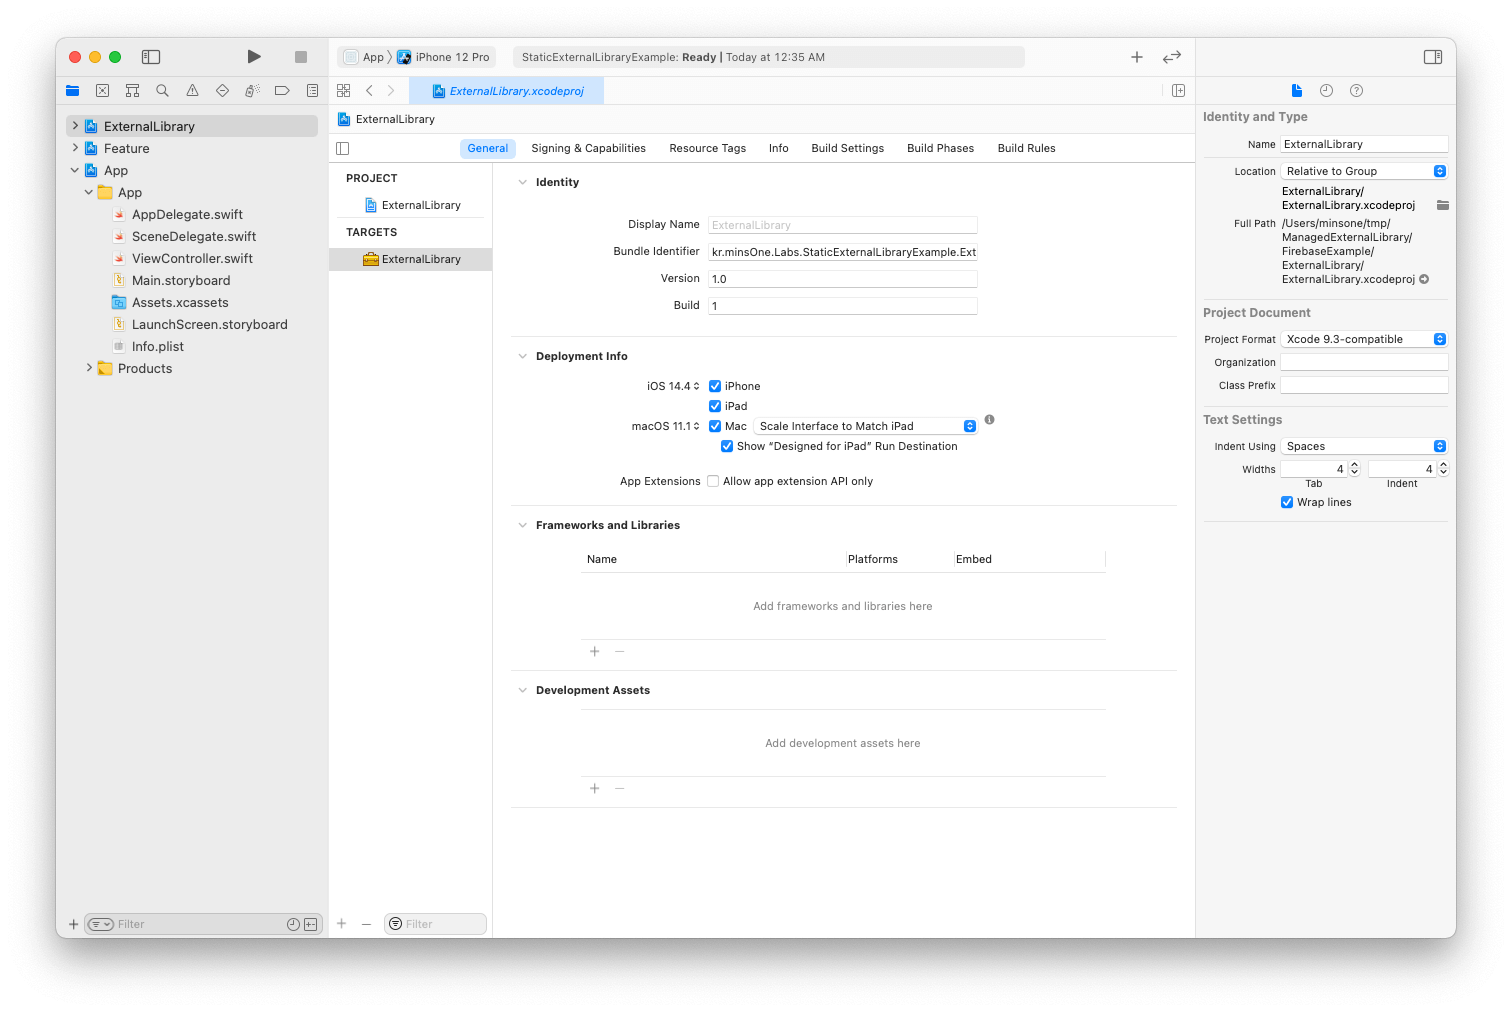 App
iPhone 12 Pro
StaticExternalLibraryExample: Ready | Today at 12:35 AM
ExternalLibrary.xcodeproj
ExternalLibrary
Feature
App
App
AppDelegate.swift
SceneDelegate.swift
ViewController.swift
Main.storyboard
Assets.xcassets
LaunchScreen.storyboard
Info.plist
Products
Filter
ExternalLibrary
General
Signing & Capabilities
Resource Tags
Info
Build Settings
Build Phases
Build Rules
PROJECT
ExternalLibrary
TARGETS
ExternalLibrary
Filter
Identity
Display Name
ExternalLibrary
Bundle Identifier
kr.minsOne.Labs.StaticExternalLibraryExample.Ext
Version
1.0
Build
1
Deployment Info
iOS 14.4
iPhone
iPad
macOS 11.1
Mac
Scale Interface to Match iPad
Show “Designed for iPad” Run Destination
App Extensions
Allow app extension API only
Frameworks and Libraries
Name
Platforms
Embed
Add frameworks and libraries here
Development Assets
Add development assets here
Identity and Type
Name
ExternalLibrary
Location
Relative to Group
ExternalLibrary/
ExternalLibrary.xcodeproj
Full Path
/Users/minsone/tmp/
ManagedExternalLibrary/
FirebaseExample/
ExternalLibrary/
ExternalLibrary.xcodeproj
Project Document
Project Format
Xcode 9.3-compatible
Organization
Class Prefix
Text Settings
Indent Using
Spaces
Widths
4
4
Tab
Indent
Wrap lines